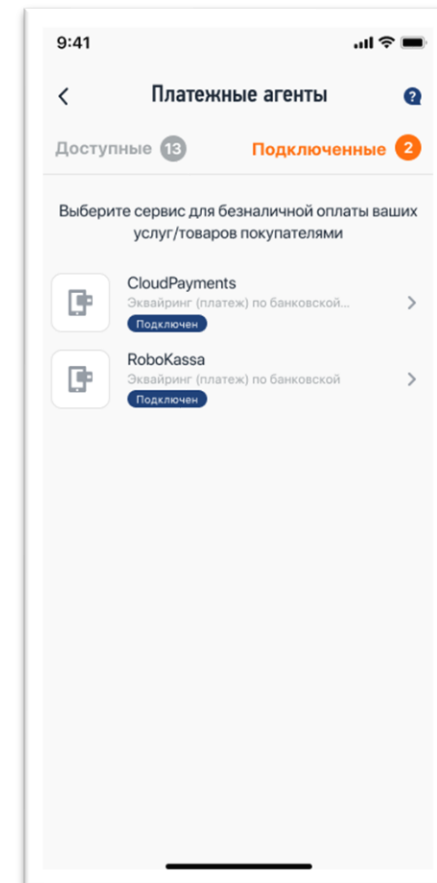 9:41
Платежные агенты
?
Доступные 13
Подключенные 2
Выберите сервис для безналичной оплаты ваших
услуг/товаров покупателями
CloudPayments
Эквайринг (платеж) по банковской...
Подключен
RoboKassa
Эквайринг (платеж) по банковской
Подключен